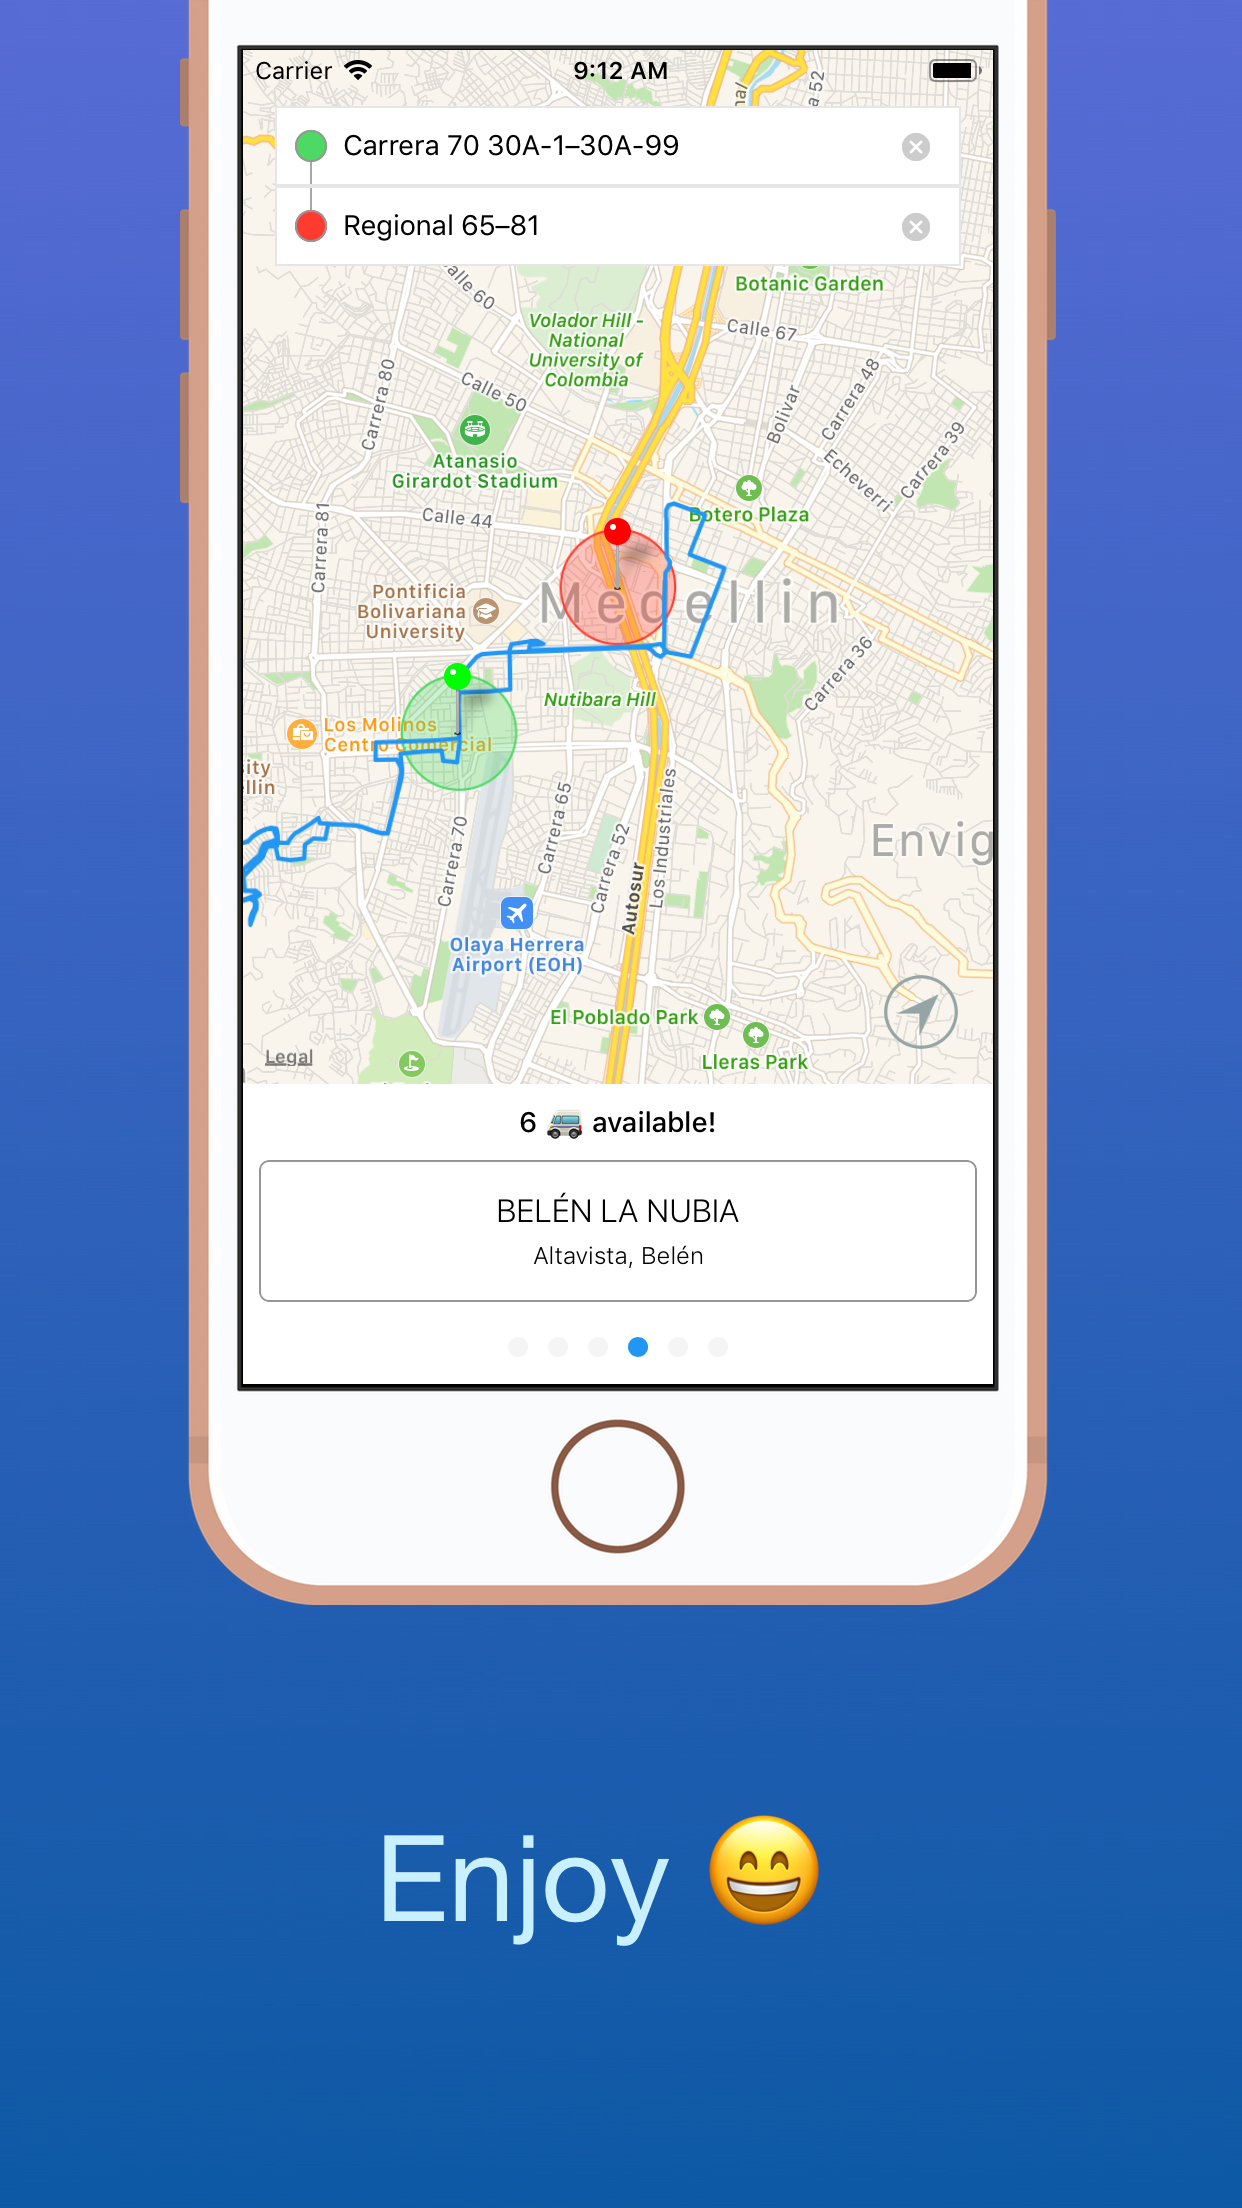 Carrier
9:12 AM
a 52
Carrera 70 30A-1–30A-99
Regional 65–81
alle 60
Botanic Garden
Volador Hill -
National
University of
Colombia
Calle 67
Carrera 80
Calle 50
Bolivar
Carrera 48
Carrera 39
Echeverri
Atanasio
Girardot Stadium
Calle 44
Botero Plaza
Carrera 81
Pontificia
Bolivariana
University
Medellin
Carrera 36
Nutibara Hill
Los Molinos
Centro Comercial
ity
llin
Carrera 70
Carrera 65
Carrera 52
Autosur
Los Industriales
Envig
Olaya Herrera
Airport (EOH)
El Poblado Park
Lleras Park
Legal
6 🚐 available!
BELÉN LA NUBIA
Altavista, Belén
Enjoy 😄